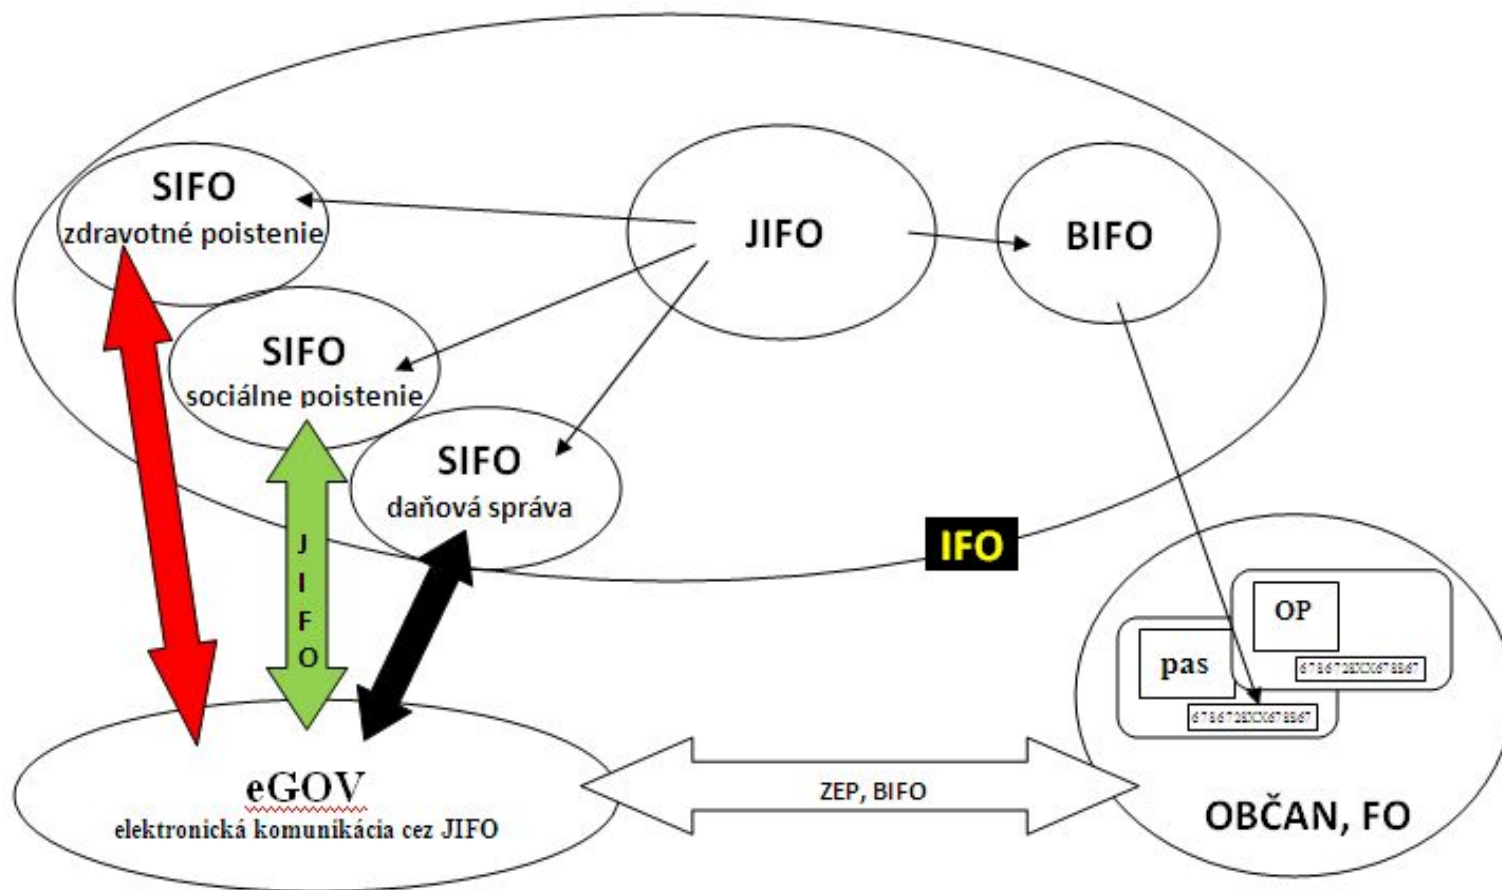 SIFO
zdravotné poistenie
JIFO
BIFO
SIFO
sociálne poistenie
SIFO
daňová správa
IFO
J
I
F
O
OP
pas
eGOV
elektronická komunikácia cez JIFO
ZEP, BIFO
OBČAN, FO